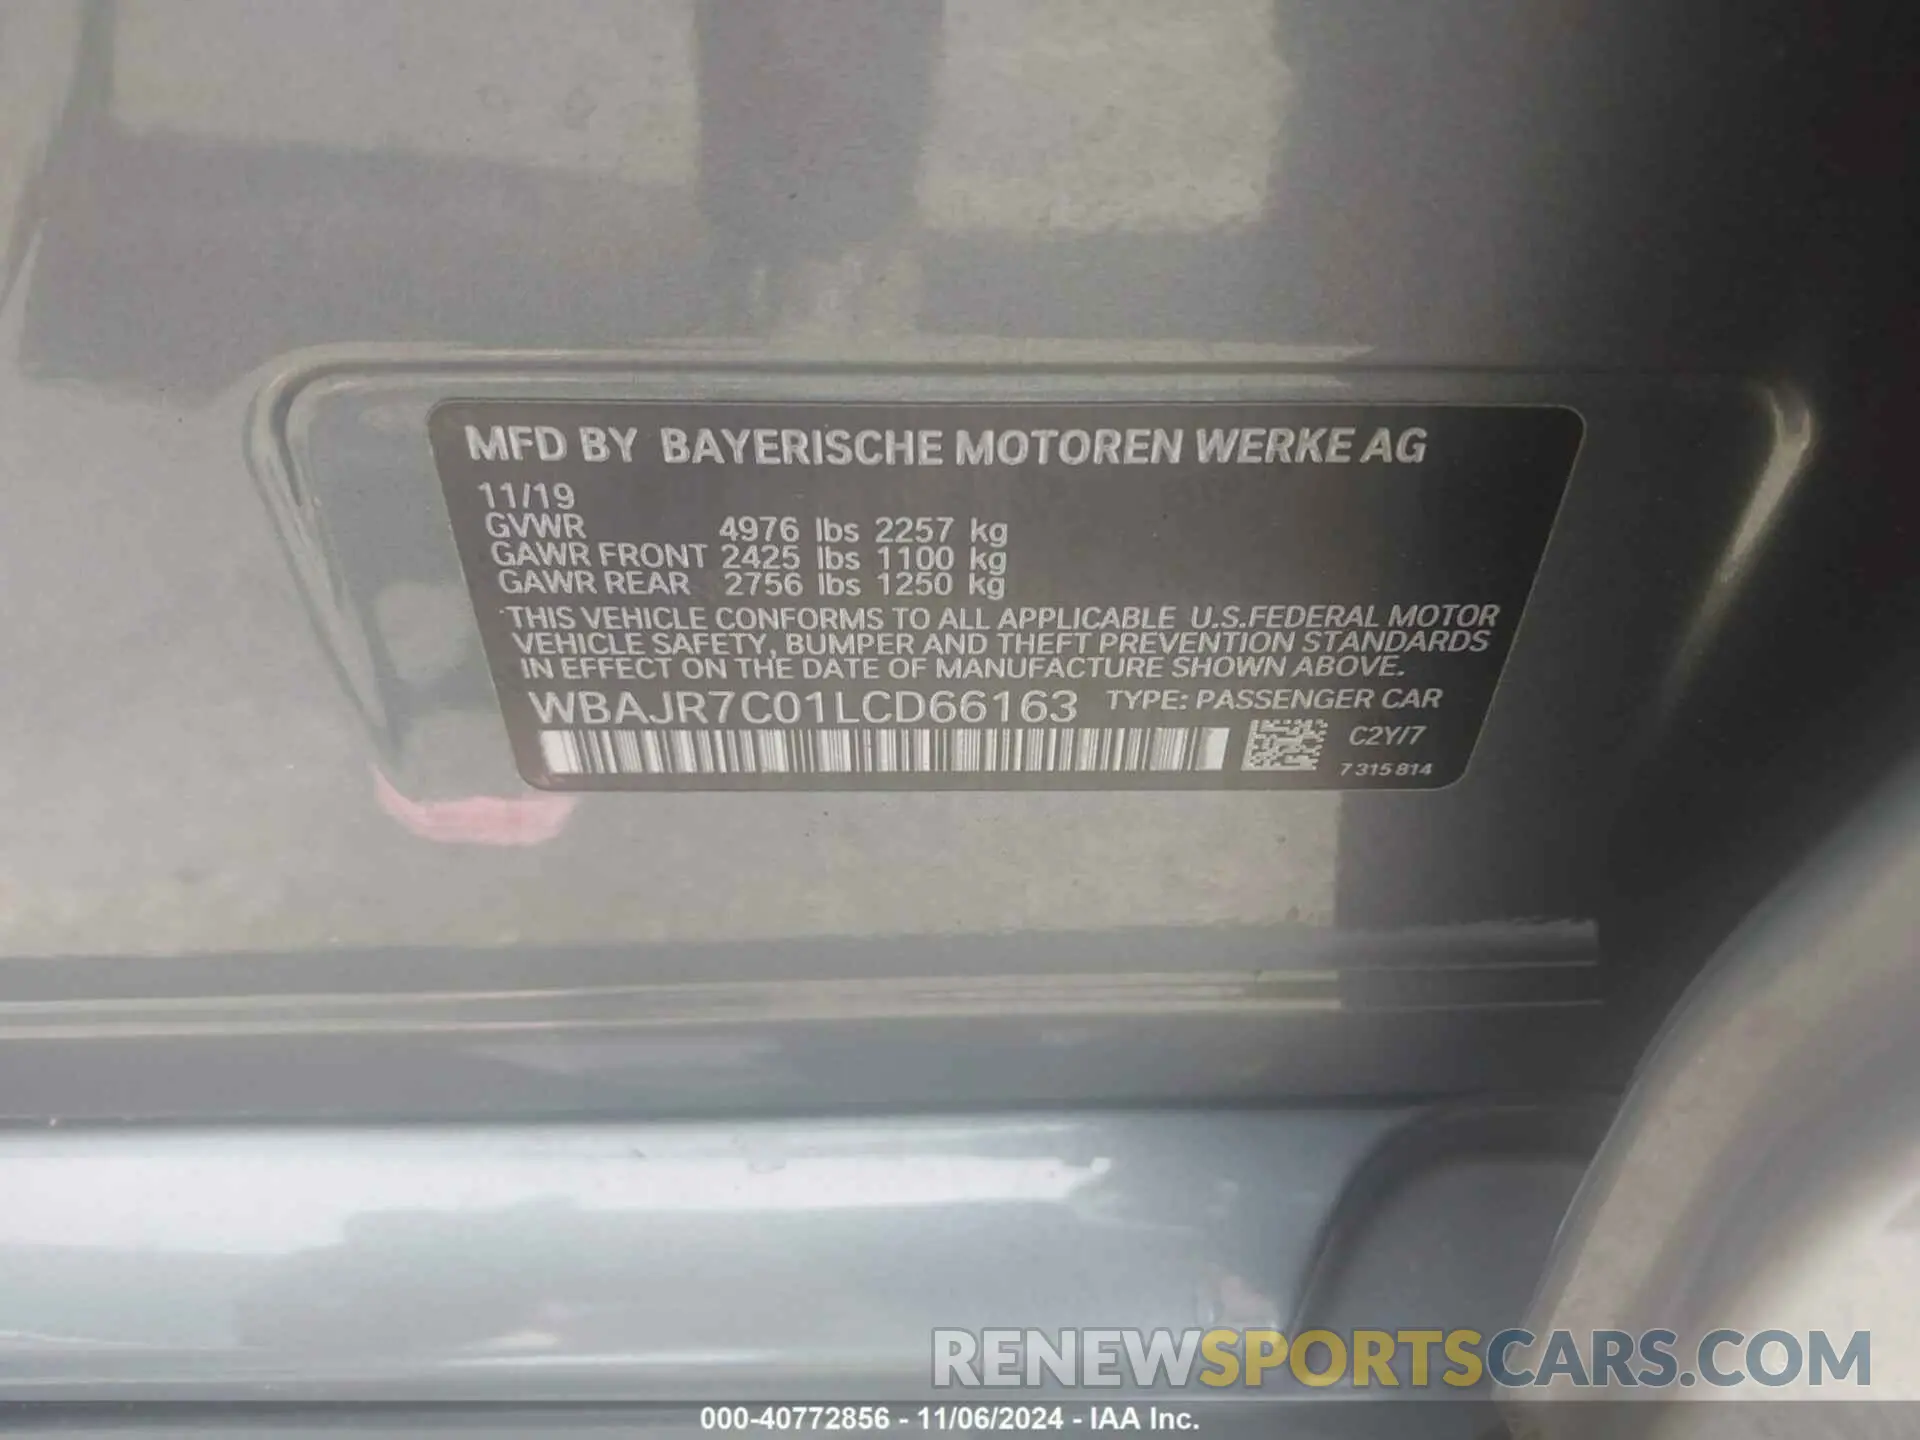 MFD BY BAYERISCHE MOTOREN WERKE AG
11/19
GVWR 4976 lbs 2257 kg
GAWR FRONT 2425 lbs 1100 kg
GAWR REAR 2756 lbs 1250 kg
THIS VEHICLE CONFORMS TO ALL APPLICABLE U.S.FEDERAL MOTOR
VEHICLE SAFETY, BUMPER AND THEFT PREVENTION STANDARDS
IN EFFECT ON THE DATE OF MANUFACTURE SHOWN ABOVE.
WBAJR7C01LCD66163 TYPE: PASSENGER CAR
C2Y/7
7 315 814
RENEWSPORTSCARS.COM
000-40772856 - 11/06/2024 - IAA Inc.